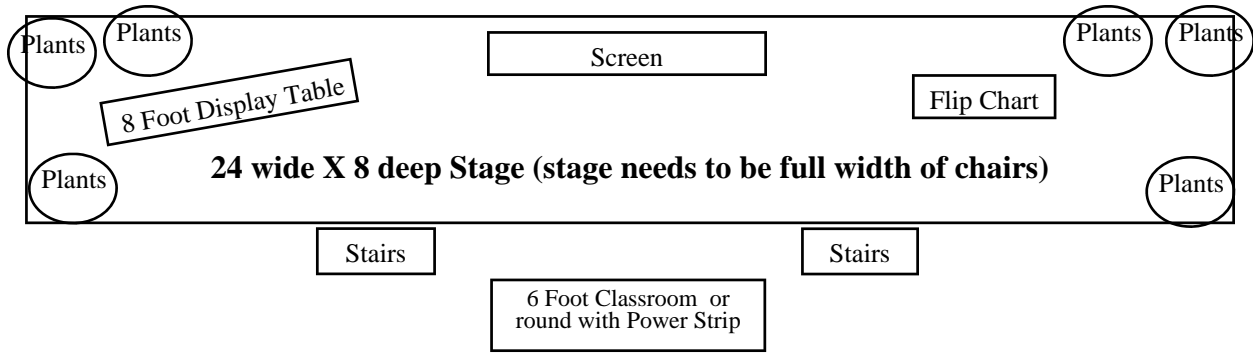 Plants
Plants
Screen
Plants
Plants
8 Foot Display Table
Flip Chart
Plants
24 wide X 8 deep Stage (stage needs to be full width of chairs)
Plants
Stairs
Stairs
6 Foot Classroom or
round with Power Strip